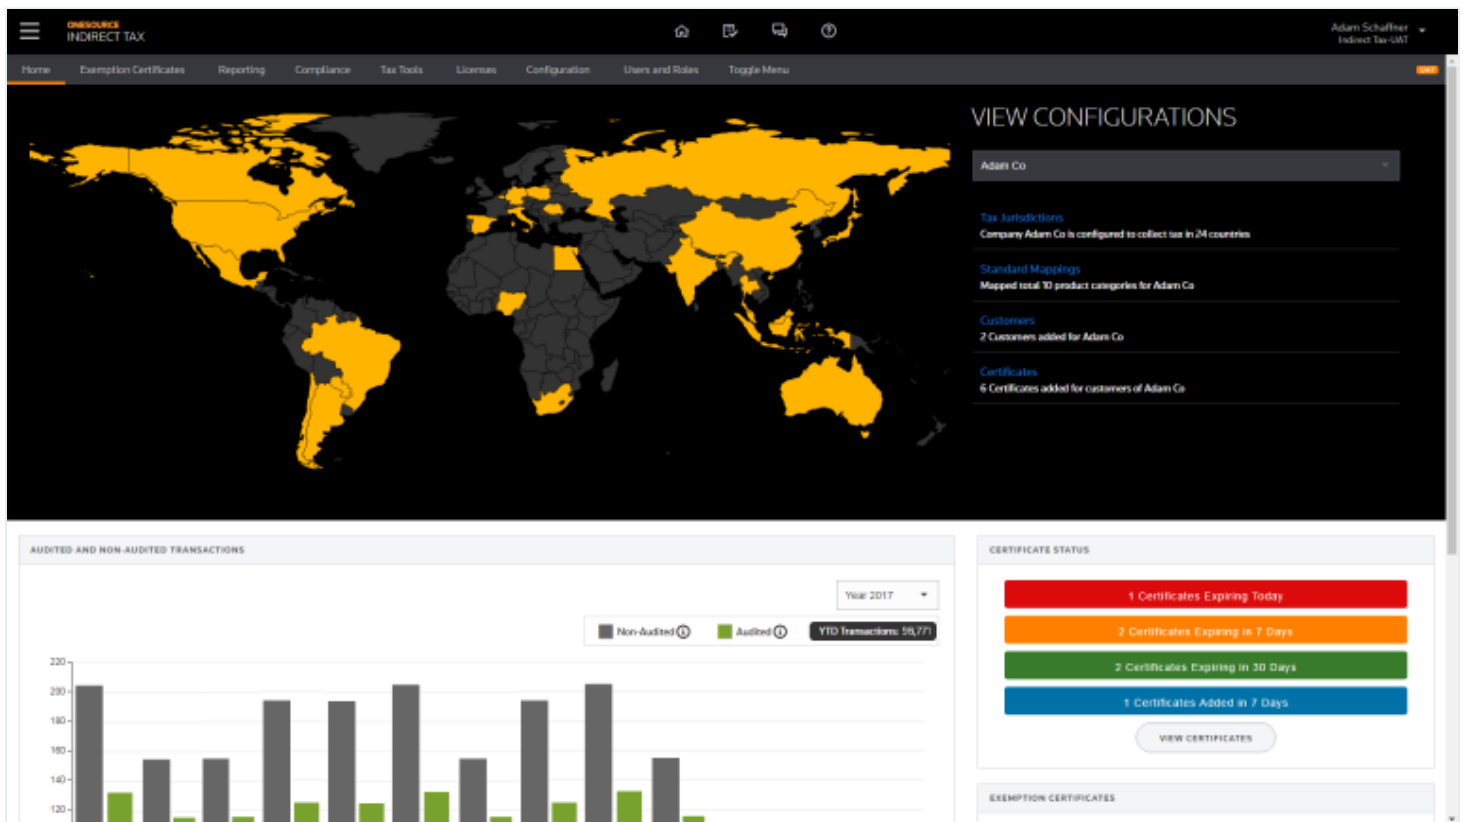 ONESOURCE
INDIRECT TAX
Adam Schaffner
Indirect Tax-UAT
Home Exemption Certificates Reporting Compliance Tax Tools Licenses Configuration Users and Roles Toggle Menu UAT
VIEW CONFIGURATIONS
Adam Co
Tax Jurisdictions
Company Adam Co is configured to collect tax in 24 countries
Standard Mappings
Mapped total 10 product categories for Adam Co
Customers
2 Customers added for Adam Co
Certificates
6 Certificates added for customers of Adam Co
AUDITED AND NON-AUDITED TRANSACTIONS
Year 2017
Non-Audited Audited YTD Transactions: 56,771
220
200
180
160
140
120
CERTIFICATE STATUS
1 Certificates Expiring Today
2 Certificates Expiring in 7 Days
2 Certificates Expiring in 30 Days
1 Certificates Added in 7 Days
VIEW CERTIFICATES
EXEMPTION CERTIFICATES